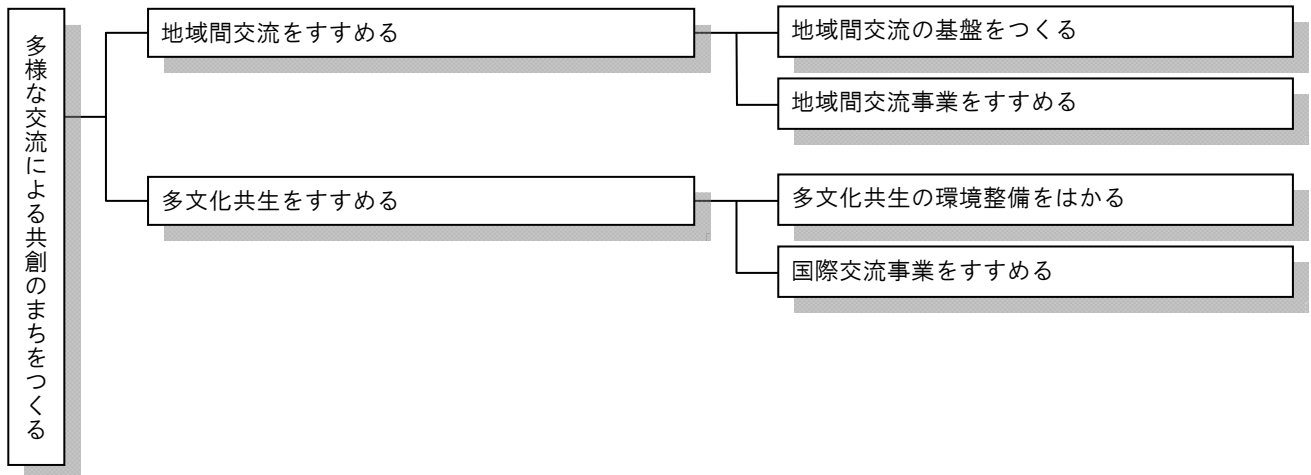 多様な交流による共創のまちをつくる
地域間交流をすすめる
地域間交流の基盤をつくる
地域間交流事業をすすめる
多文化共生をすすめる
多文化共生の環境整備をはかる
国際交流事業をすすめる